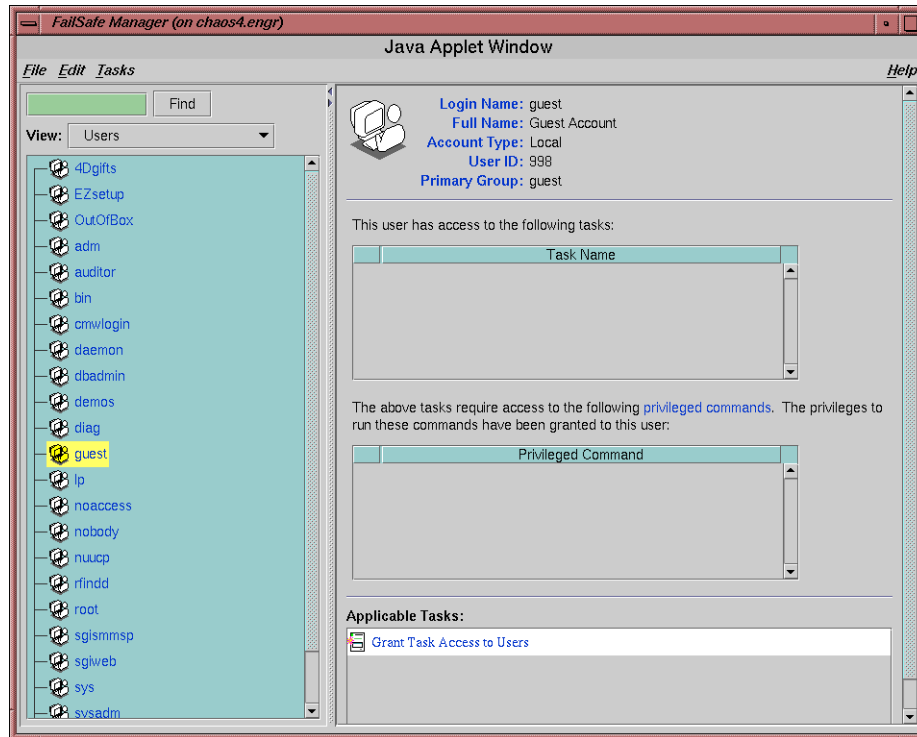 FailSafe Manager (on chaos4.engr)
Java Applet Window
File Edit Tasks Help
Find
View: Users
4Dgifts
EZsetup
OutOfBox
adm
auditor
bin
cmwlogin
daemon
dbadmin
demos
diag
guest
lp
noaccess
nobody
nuucp
rfindd
root
sgismmsp
sgiweb
sys
sysadm
Login Name: guest
Full Name: Guest Account
Account Type: Local
User ID: 998
Primary Group: guest
This user has access to the following tasks:
Task Name
The above tasks require access to the following privileged commands. The privileges to
run these commands have been granted to this user:
Privileged Command
Applicable Tasks:
Grant Task Access to Users